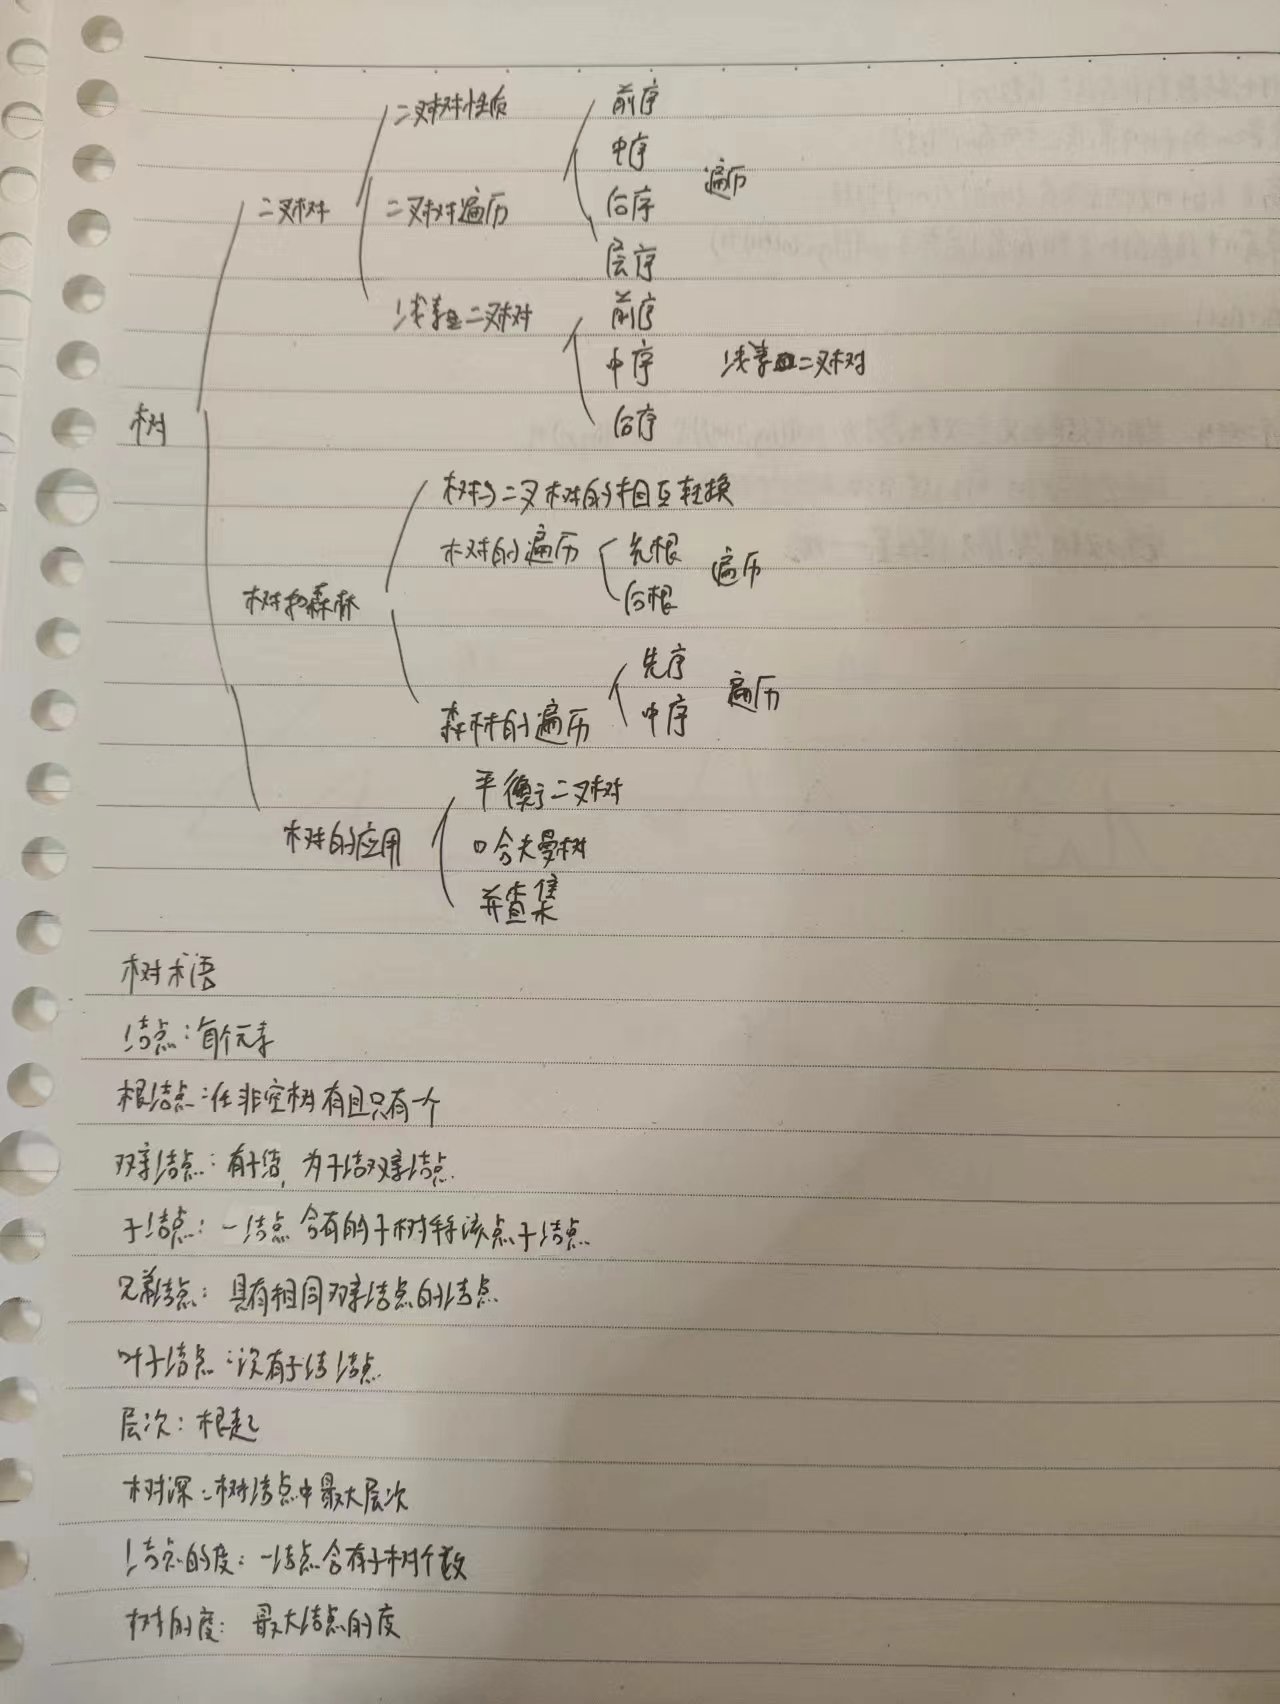 二叉树性质
前序
中序
二叉树
二叉树遍历
后序
遍历
层序
线索二叉树
前序
中序
线索二叉树
后序
树
树与二叉树的相互转换
树的遍历
先根
遍历
后根
树和森林
先序
遍历
森林的遍历
中序
平衡二叉树
树的应用
哈夫曼树
并查集
树术语
结点:每个元素
根结点:任非空树有且只有一个
双亲结点:有子结,为子结双亲结点
子结点:一结点含有的子树称该点子结点
兄弟结点:具有相同双亲结点的结点
叶子结点:没有子结结点
层次:根起
树深:树结点中最大层次
结点的度:一结点含有子树个数
树的度:最大结点的度